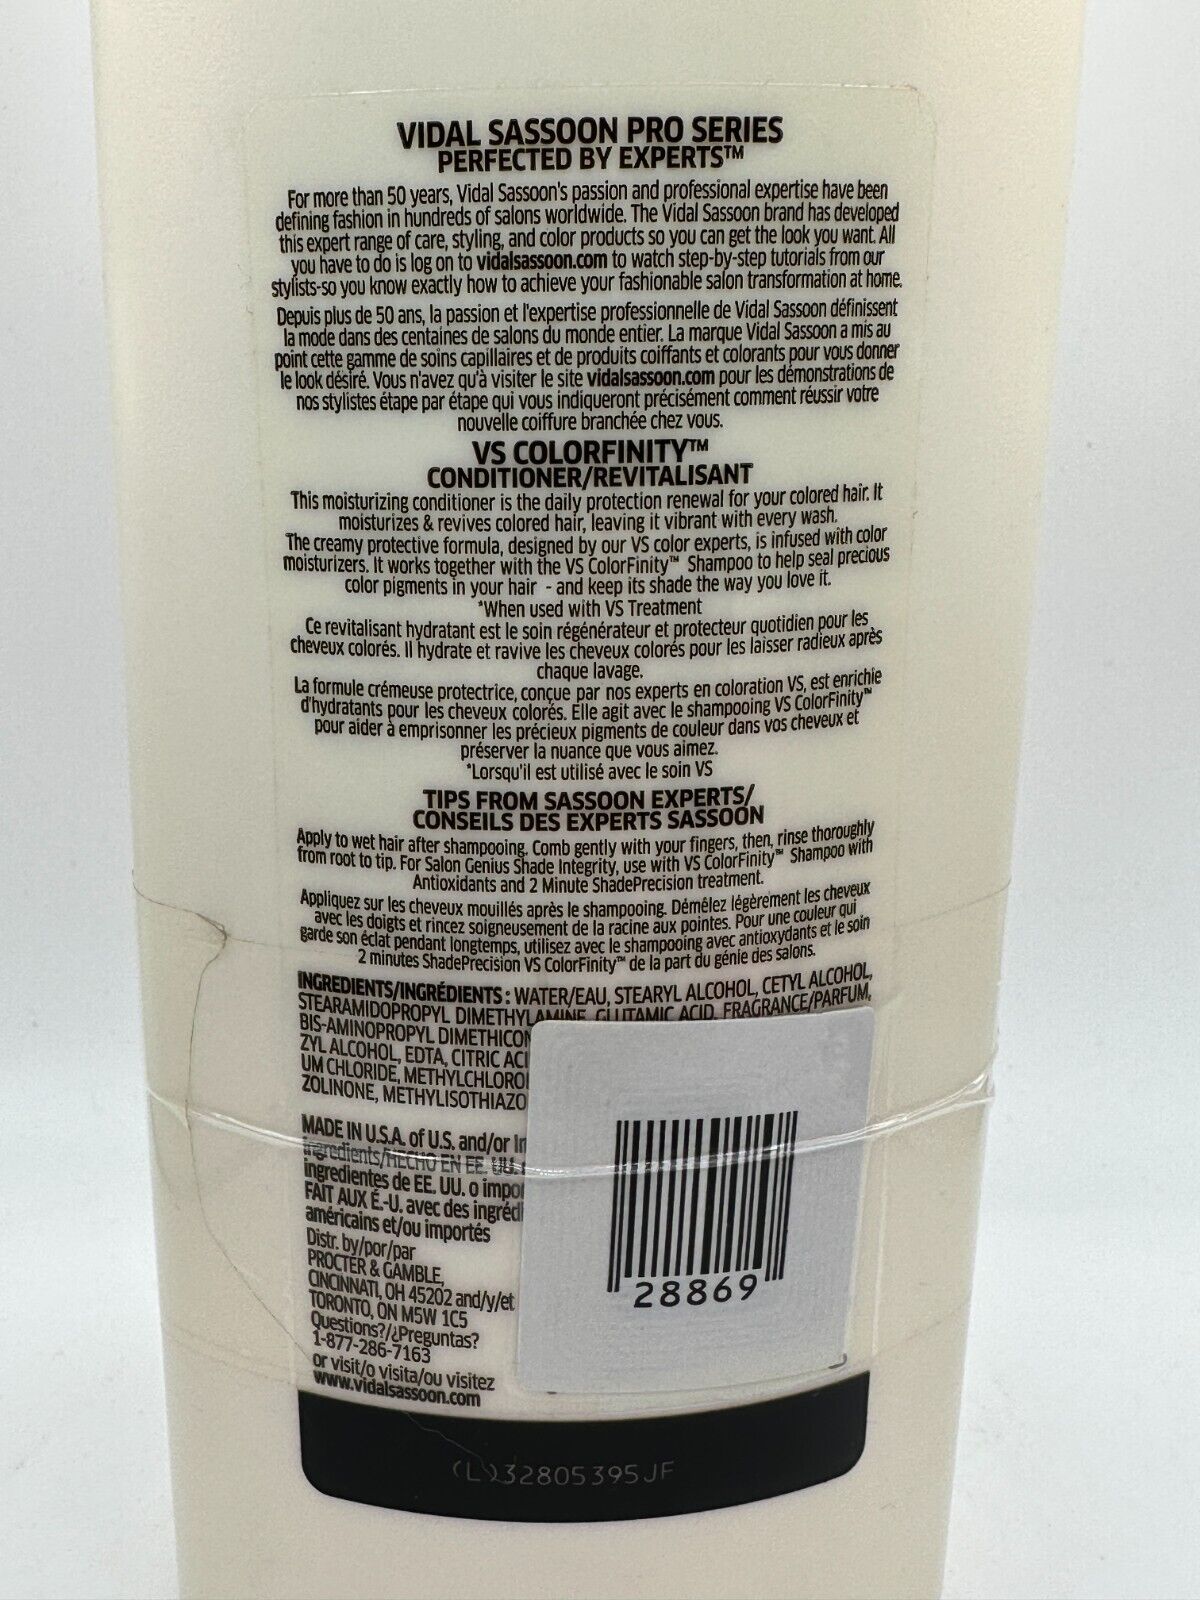 VIDAL SASSOON PRO SERIES
PERFECTED BY EXPERTS™
For more than 50 years, Vidal Sassoon's passion and professional expertise have been
defining fashion in hundreds of salons worldwide. The Vidal Sassoon brand has developed
this expert range of care, styling, and color products so you can get the look you want. All
you have to do is log on to vidalsassoon.com to watch step-by-step tutorials from our
stylists-so you know exactly how to achieve your fashionable salon transformation at home.
Depuis plus de 50 ans, la passion et l'expertise professionnelle de Vidal Sassoon définissent
la mode dans des centaines de salons du monde entier. La marque Vidal Sassoon a mis au
point cette gamme de soins capillaires et de produits coiffants et colorants pour vous donner
le look désiré. Vous n'avez qu'à visiter le site vidalsassoon.com pour les démonstrations de
nos stylistes étape par étape qui vous indiqueront précisément comment réussir votre
nouvelle coiffure branchée chez vous.
VS COLORFINITY™
CONDITIONER/REVITALISANT
This moisturizing conditioner is the daily protection renewal for your colored hair. It
moisturizes & revives colored hair, leaving it vibrant with every wash.
The creamy protective formula, designed by our VS color experts, is infused with color
moisturizers. It works together with the VS ColorFinity™ Shampoo to help seal precious
color pigments in your hair - and keep its shade the way you love it.
*When used with VS Treatment
Ce revitalisant hydratant est le soin régénérateur et protecteur quotidien pour les
cheveux colorés. Il hydrate et ravive les cheveux colorés pour les laisser radieux après
chaque lavage.
La formule crémeuse protectrice, conçue par nos experts en coloration VS, est enrichie
d'hydratants pour les cheveux colorés. Elle agit avec le shampooing VS ColorFinity™
pour aider à emprisonner les précieux pigments de couleur dans vos cheveux et
préserver la nuance que vous aimez.
*Lorsqu'il est utilisé avec le soin VS
TIPS FROM SASSOON EXPERTS/
CONSEILS DES EXPERTS SASSOON
Apply to wet hair after shampooing. Comb gently with your fingers, then, rinse thoroughly
from root to tip. For Salon Genius Shade Integrity, use with VS ColorFinity™ Shampoo with
Antioxidants and 2 Minute ShadePrecision treatment.
Appliquez sur les cheveux mouillés après le shampooing. Démêlez légèrement les cheveux
avec les doigts et rincez soigneusement de la racine aux pointes. Pour une couleur qui
garde son éclat pendant longtemps, utilisez avec le shampooing avec antioxydants et le soin
2 minutes ShadePrecision VS ColorFinity™ de la part du génie des salons.
INGREDIENTS/INGRÉDIENTS : WATER/EAU, STEARYL ALCOHOL, CETYL ALCOHOL,
STEARAMIDOPROPYL DIMETHYLAMINE, GLUTAMIC ACID, FRAGRANCE/PARFUM,
BIS-AMINOPROPYL DIMETHICON
ZYL ALCOHOL, EDTA, CITRIC ACI
UM CHLORIDE, METHYLCHLOROI
ZOLINONE, METHYLISOTHIAZO
MADE IN U.S.A. of U.S. and/or
ingredients/HECHO EN EE. UU.
ingredientes de EE. UU. o impor
FAIT AUX É.-U. avec des ingrédi
américains et/ou importés
Distr. by/por/par
PROCTER & GAMBLE,
CINCINNATI, OH 45202 and/y/et
TORONTO, ON M5W 1C5
Questions?/¿Preguntas?
1-877-286-7163
or visit/o visita/ou visitez
www.vidalsassoon.com
28869
(L)32805395JF